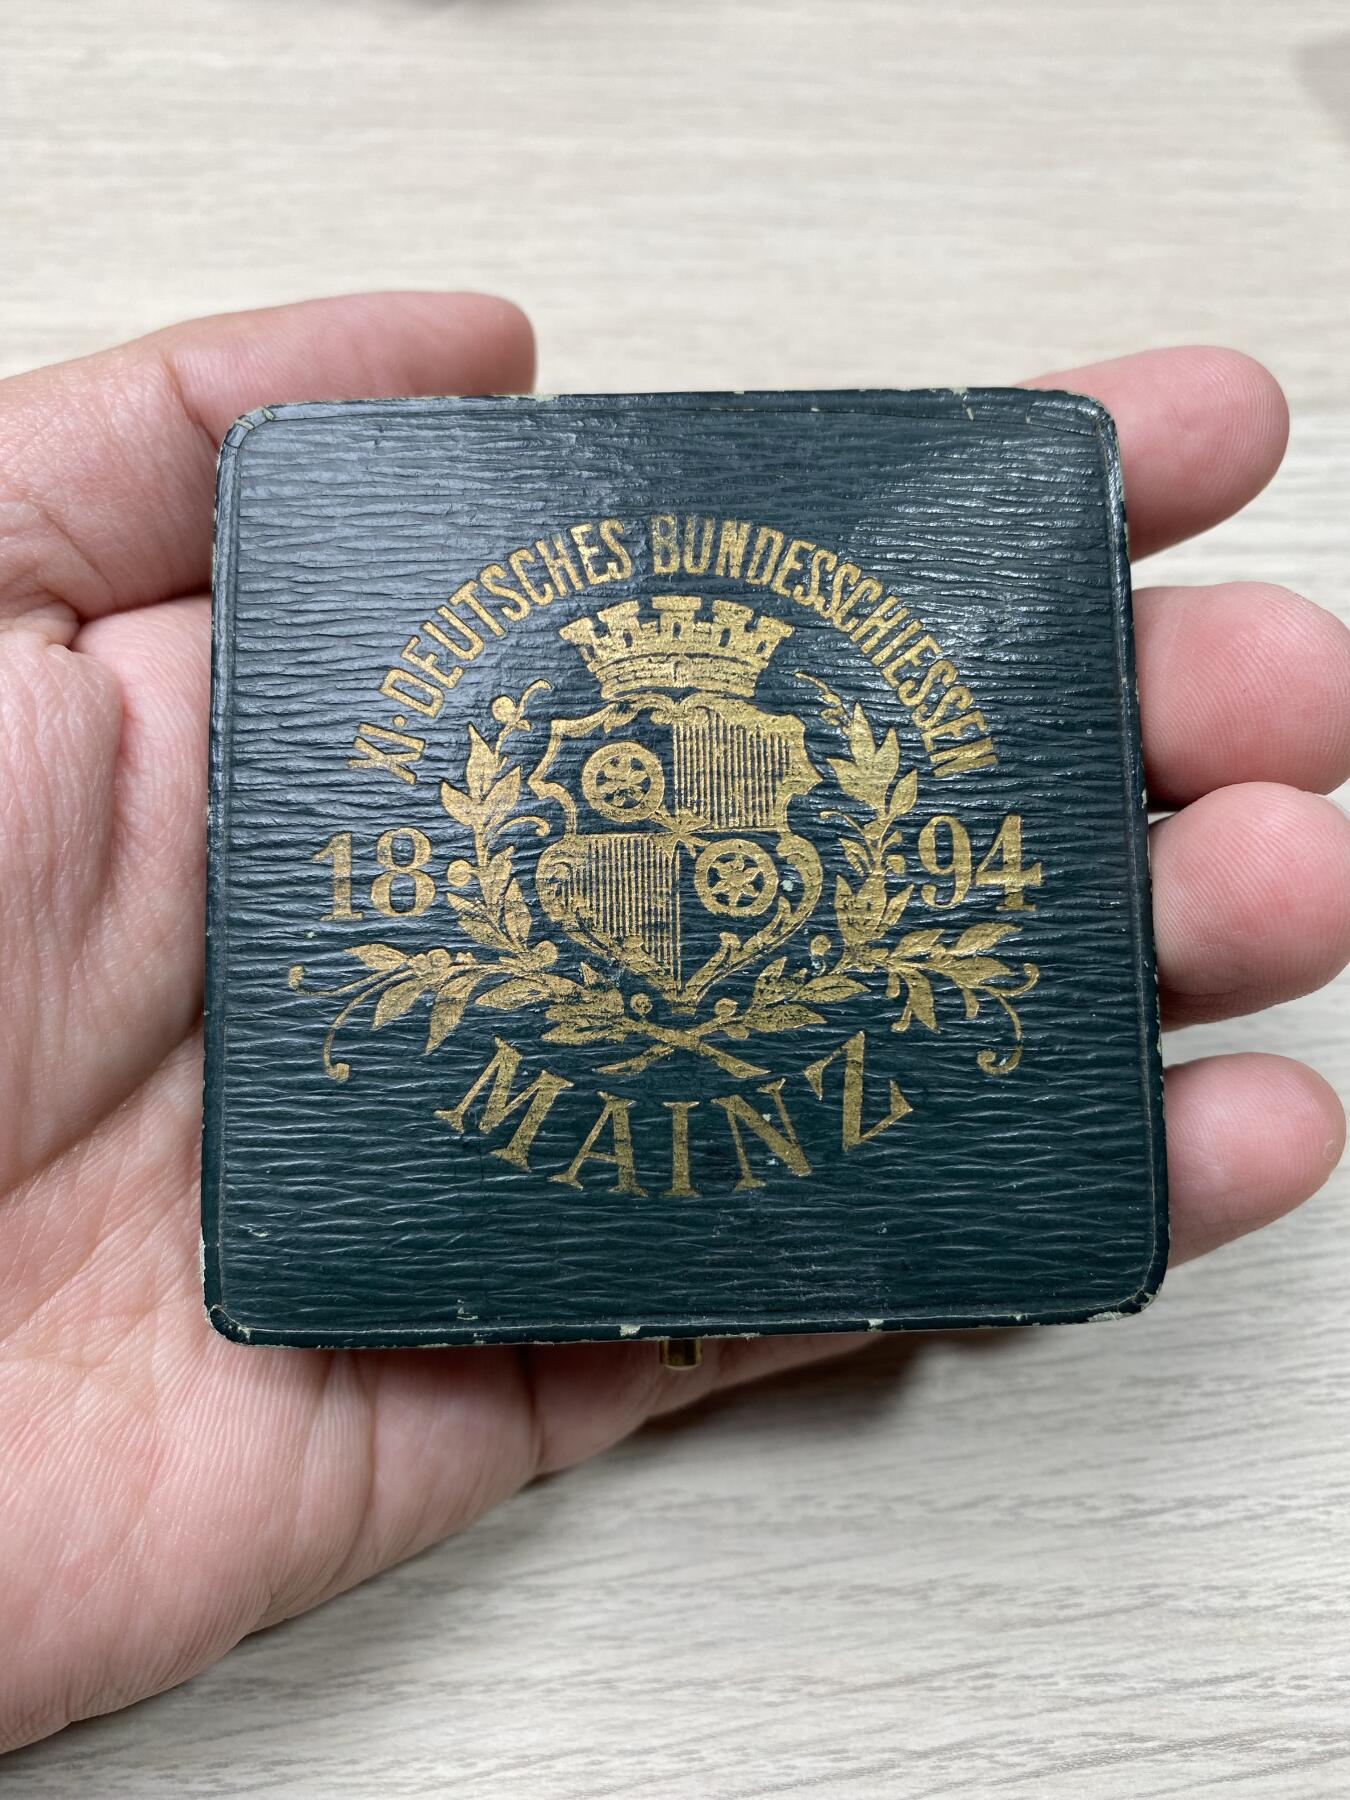 XI. DEUTSCHES BUNDESSCHIESSEN
18 94
MAINZ